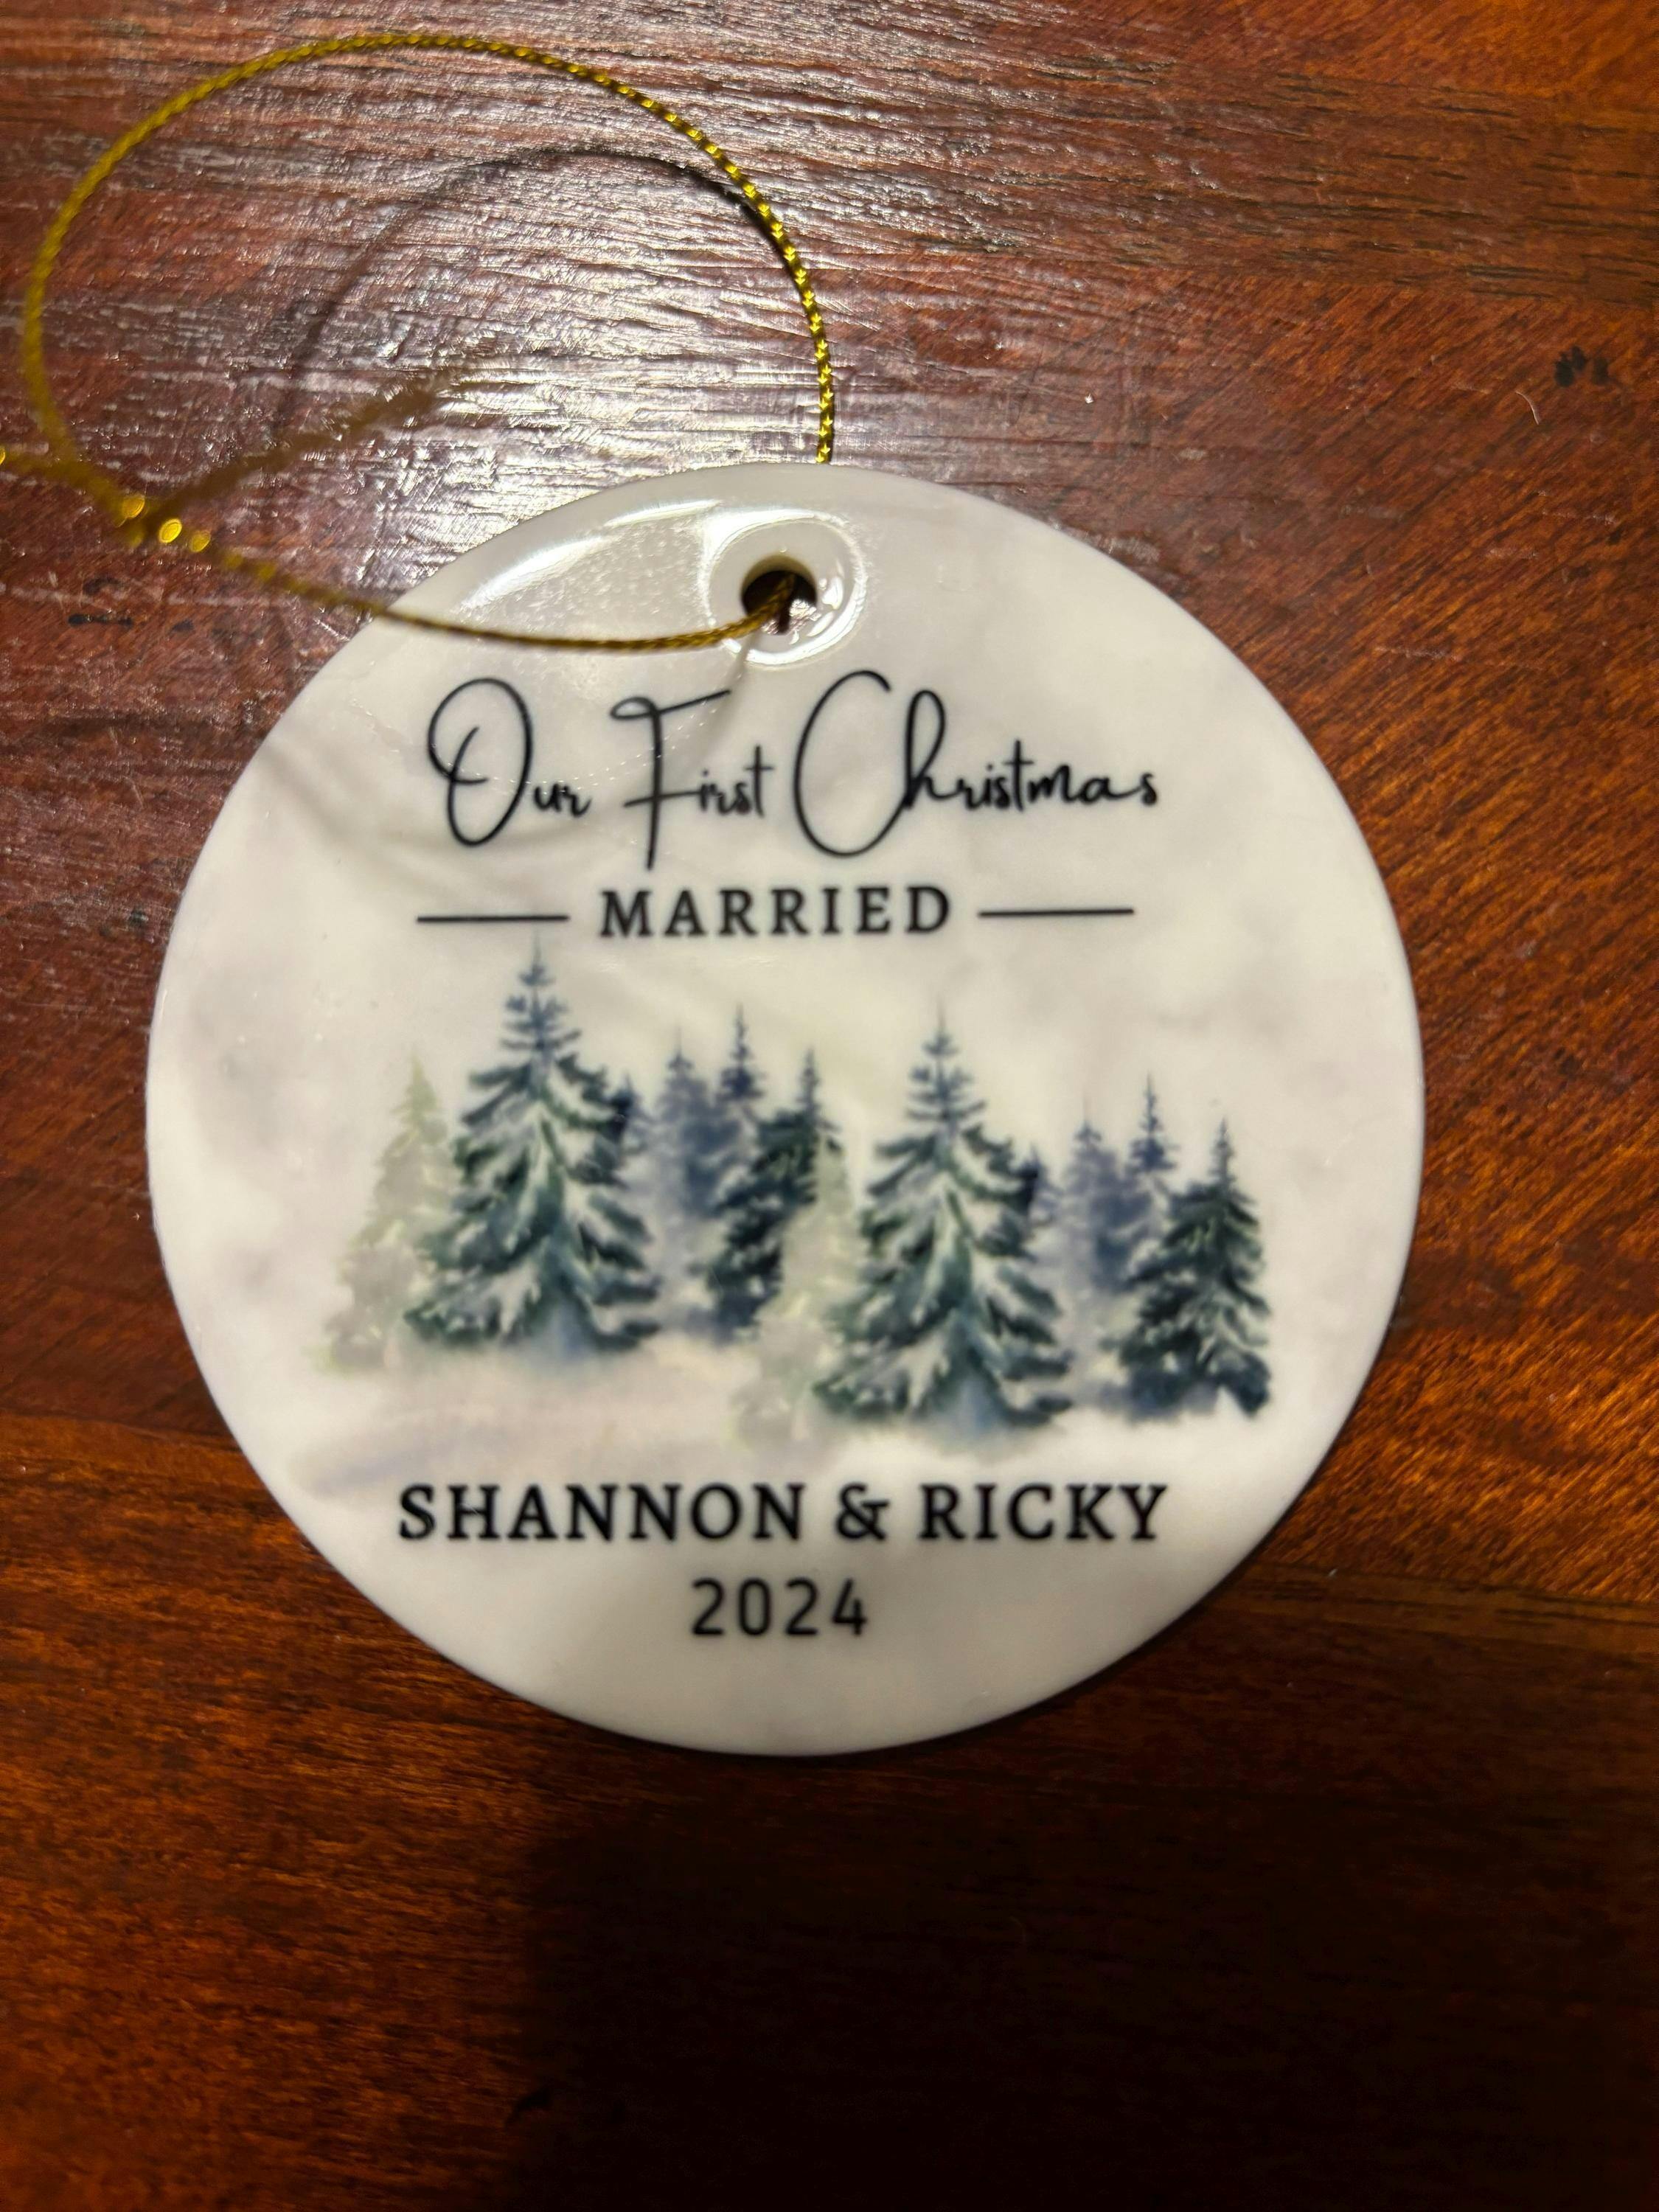 Our First Christmas
MARRIED
SHANNON & RICKY
2024